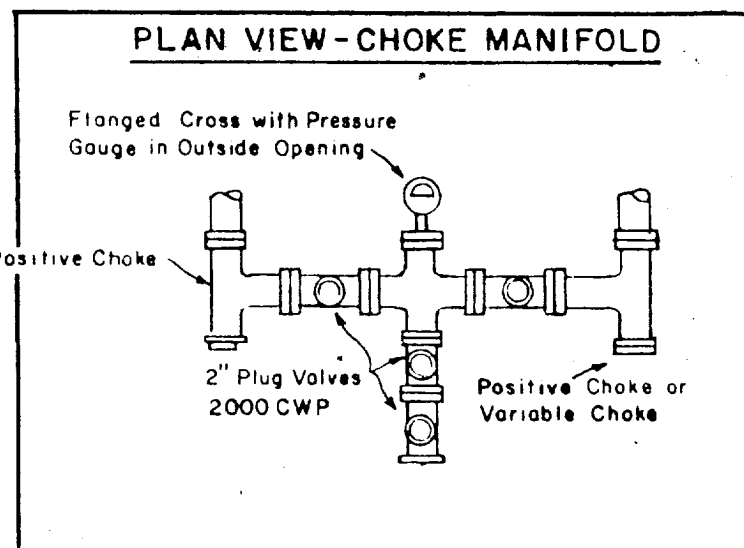 PLAN VIEW-CHOKE MANIFOLD
Flanged Cross with Pressure
Gauge in Outside Opening
Positive Choke
2" Plug Valves
2000 CWP
Positive Choke or
Variable Choke